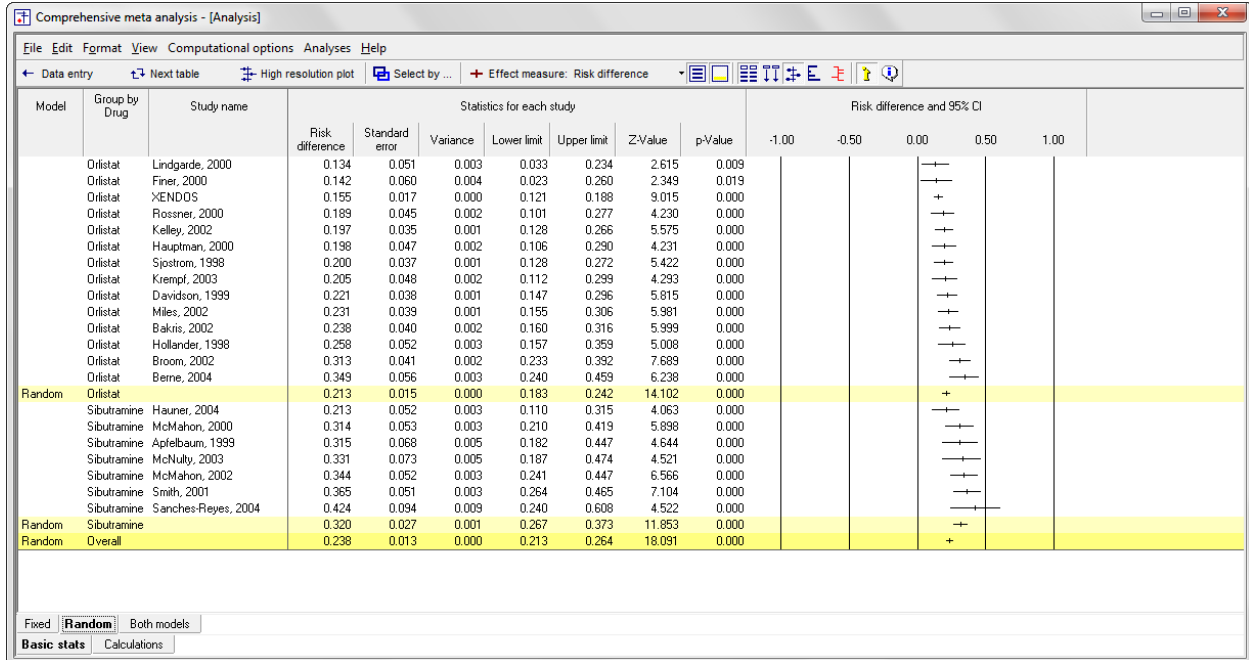 Comprehensive meta analysis - [Analysis]
File Edit Format View Computational options Analyses Help
← Data entry Next table High resolution plot Select by ... Effect measure: Risk difference
Model Group by Drug Study name Statistics for each study Risk difference and 95% CI
Risk difference Standard error Variance Lower limit Upper limit Z-Value p-Value -1.00 -0.50 0.00 0.50 1.00
Orlistat Lindgarde, 2000 0.134 0.051 0.003 0.033 0.234 2.615 0.009
Orlistat Finer, 2000 0.142 0.060 0.004 0.023 0.260 2.349 0.019
Orlistat XENDOS 0.155 0.017 0.000 0.121 0.188 9.015 0.000
Orlistat Rossner, 2000 0.189 0.045 0.002 0.101 0.277 4.230 0.000
Orlistat Kelley, 2002 0.197 0.035 0.001 0.128 0.266 5.575 0.000
Orlistat Hauptman, 2000 0.198 0.047 0.002 0.106 0.290 4.231 0.000
Orlistat Sjostrom, 1998 0.200 0.037 0.001 0.128 0.272 5.422 0.000
Orlistat Krempf, 2003 0.205 0.048 0.002 0.112 0.299 4.293 0.000
Orlistat Davidson, 1999 0.221 0.038 0.001 0.147 0.296 5.815 0.000
Orlistat Miles, 2002 0.231 0.039 0.001 0.155 0.306 5.981 0.000
Orlistat Bakris, 2002 0.238 0.040 0.002 0.160 0.316 5.999 0.000
Orlistat Hollander, 1998 0.258 0.052 0.003 0.157 0.359 5.008 0.000
Orlistat Broom, 2002 0.313 0.041 0.002 0.233 0.392 7.689 0.000
Orlistat Berne, 2004 0.349 0.056 0.003 0.240 0.459 6.238 0.000
Random Orlistat 0.213 0.015 0.000 0.183 0.242 14.102 0.000
Sibutramine Hauner, 2004 0.213 0.052 0.003 0.110 0.315 4.063 0.000
Sibutramine McMahon, 2000 0.314 0.053 0.003 0.210 0.419 5.898 0.000
Sibutramine Apfelbaum, 1999 0.315 0.068 0.005 0.182 0.447 4.644 0.000
Sibutramine McNulty, 2003 0.331 0.073 0.005 0.187 0.474 4.521 0.000
Sibutramine McMahon, 2002 0.344 0.052 0.003 0.241 0.447 6.566 0.000
Sibutramine Smith, 2001 0.365 0.051 0.003 0.264 0.465 7.104 0.000
Sibutramine Sanches-Reyes, 2004 0.424 0.094 0.009 0.240 0.608 4.522 0.000
Random Sibutramine 0.320 0.027 0.001 0.267 0.373 11.853 0.000
Random Overall 0.238 0.013 0.000 0.213 0.264 18.091 0.000
Fixed Random Both models
Basic stats Calculations